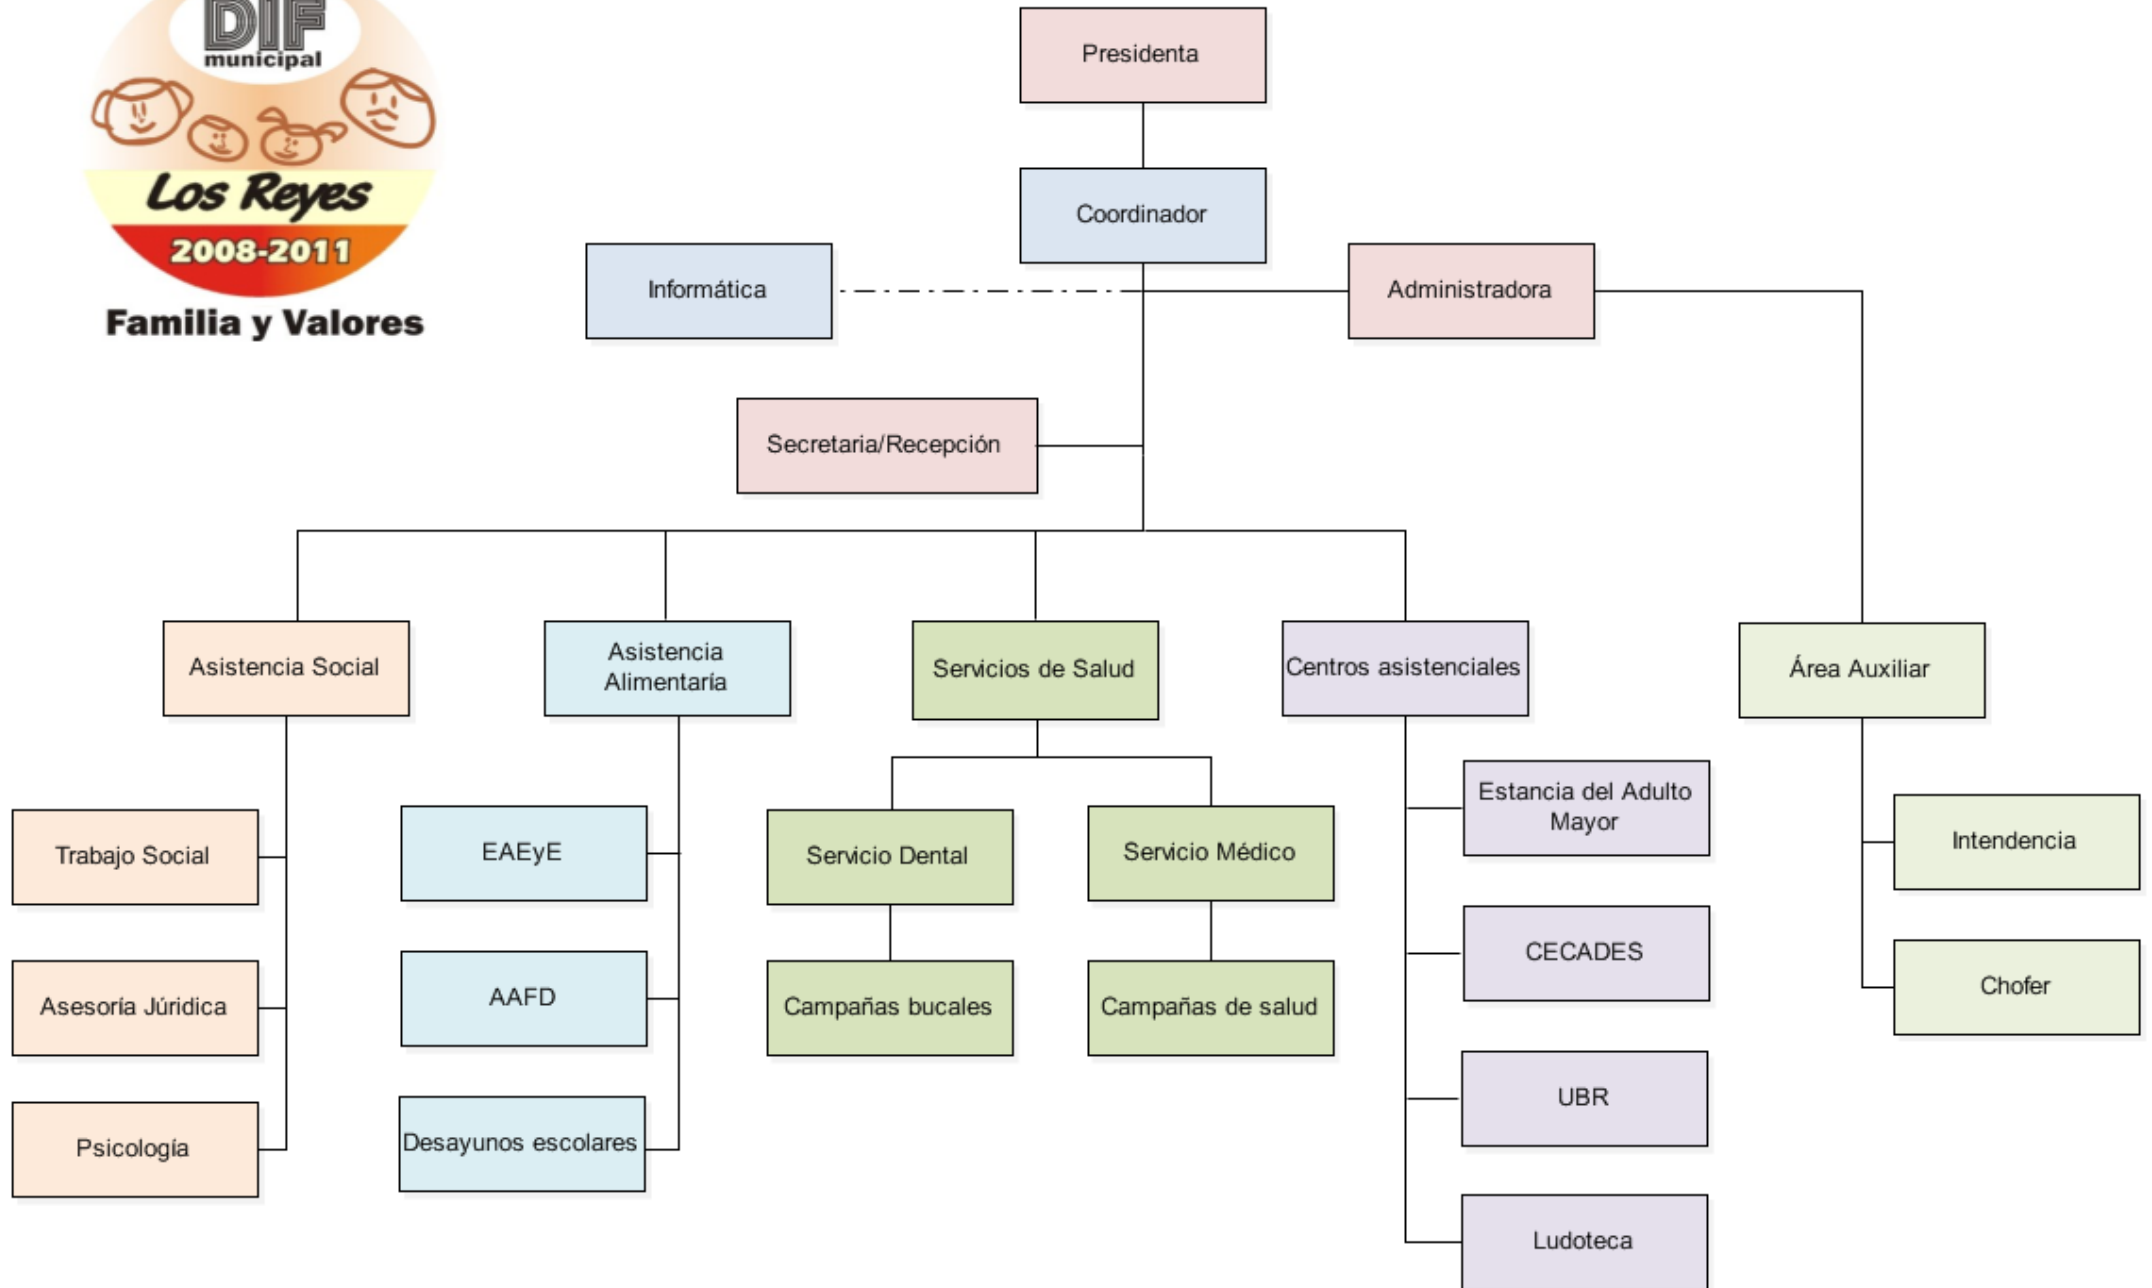 DIF
municipal
Los Reyes
2008-2011
Familia y Valores
Presidenta
Coordinador
Informática
Administradora
Secretaria/Recepción
Asistencia Social
Asistencia
Alimentaría
Servicios de Salud
Centros asistenciales
Área Auxiliar
Trabajo Social
Asesoría Júridica
Psicología
EAEyE
AAFD
Desayunos escolares
Servicio Dental
Campañas bucales
Servicio Médico
Campañas de salud
Estancia del Adulto
Mayor
CECADES
UBR
Ludoteca
Intendencia
Chofer